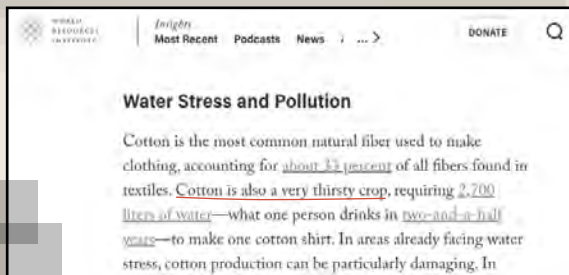 WORLD
RESOURCES
INSTITUTE
Insights
Most Recent Podcasts News
... >
DONATE
Water Stress and Pollution
Cotton is the most common natural fiber used to make
clothing, accounting for about 33 percent of all fibers found in
textiles. Cotton is also a very thirsty crop, requiring 2,700
liters of water—what one person drinks in two-and-a-half
years—to make one cotton shirt. In areas already facing water
stress, cotton production can be particularly damaging. In